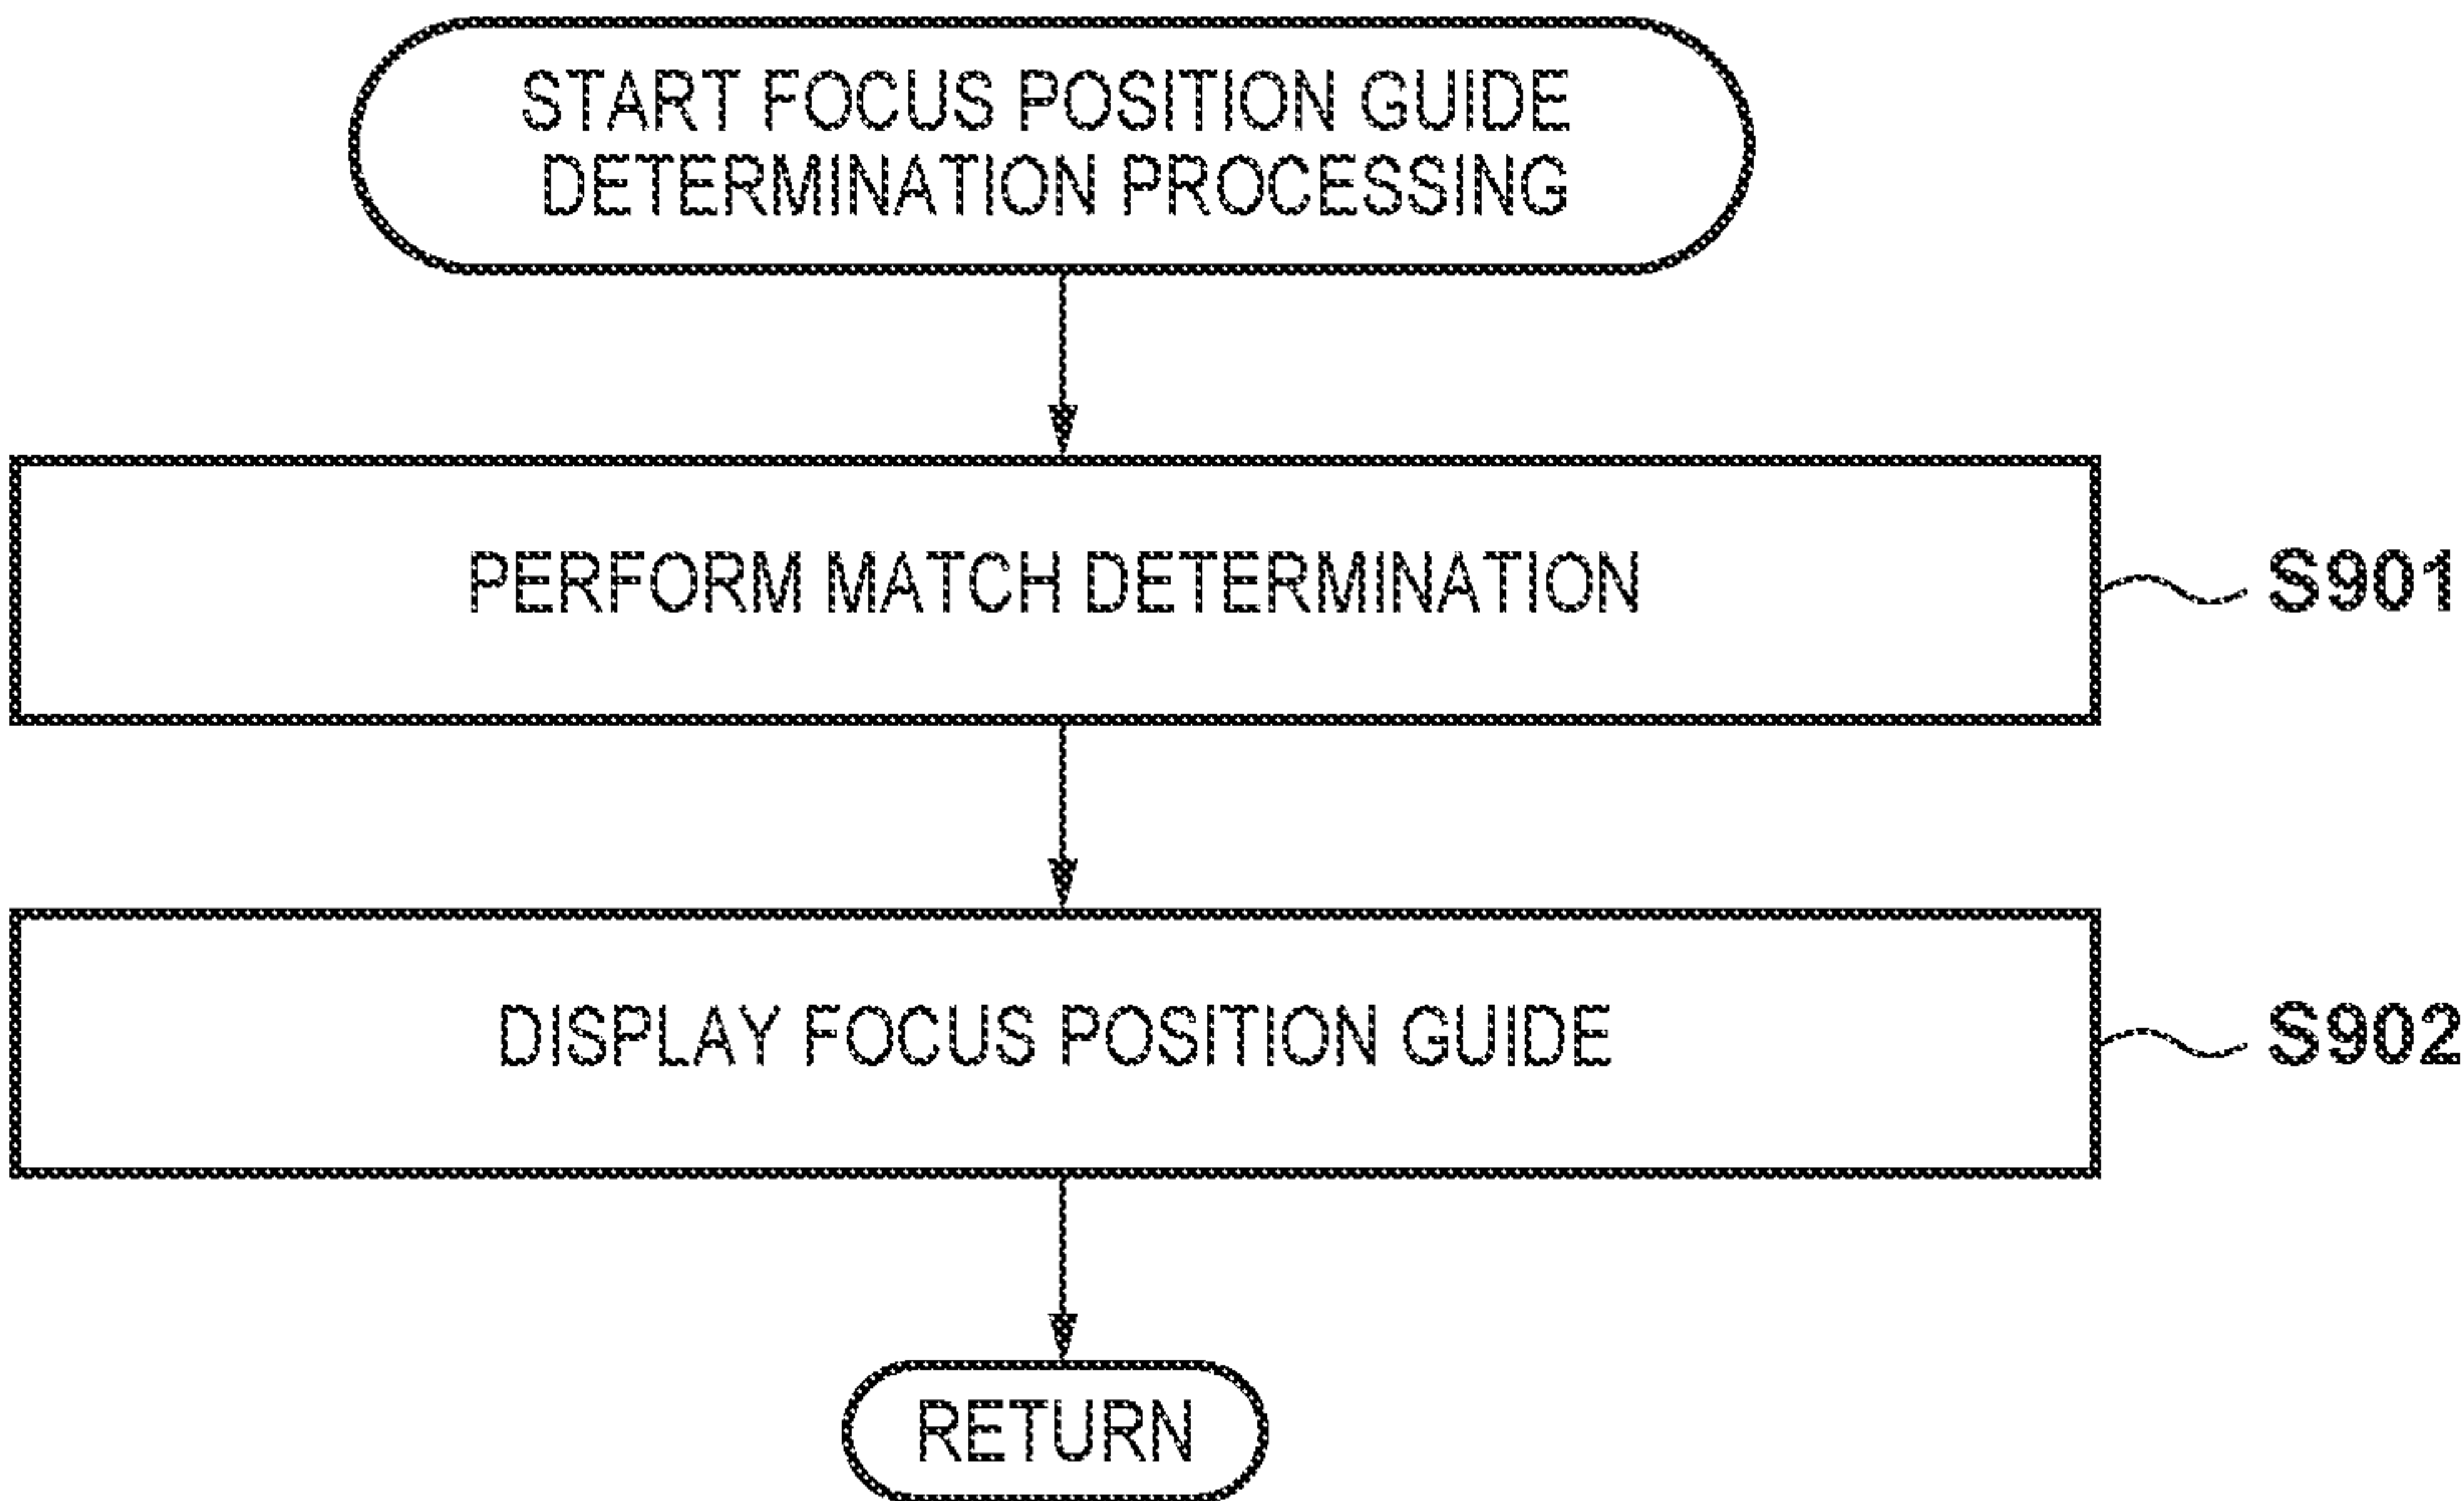 START FOCUS POSITION GUIDE
DETERMINATION PROCESSING
PERFORM MATCH DETERMINATION
S901
DISPLAY FOCUS POSITION GUIDE
S902
RETURN